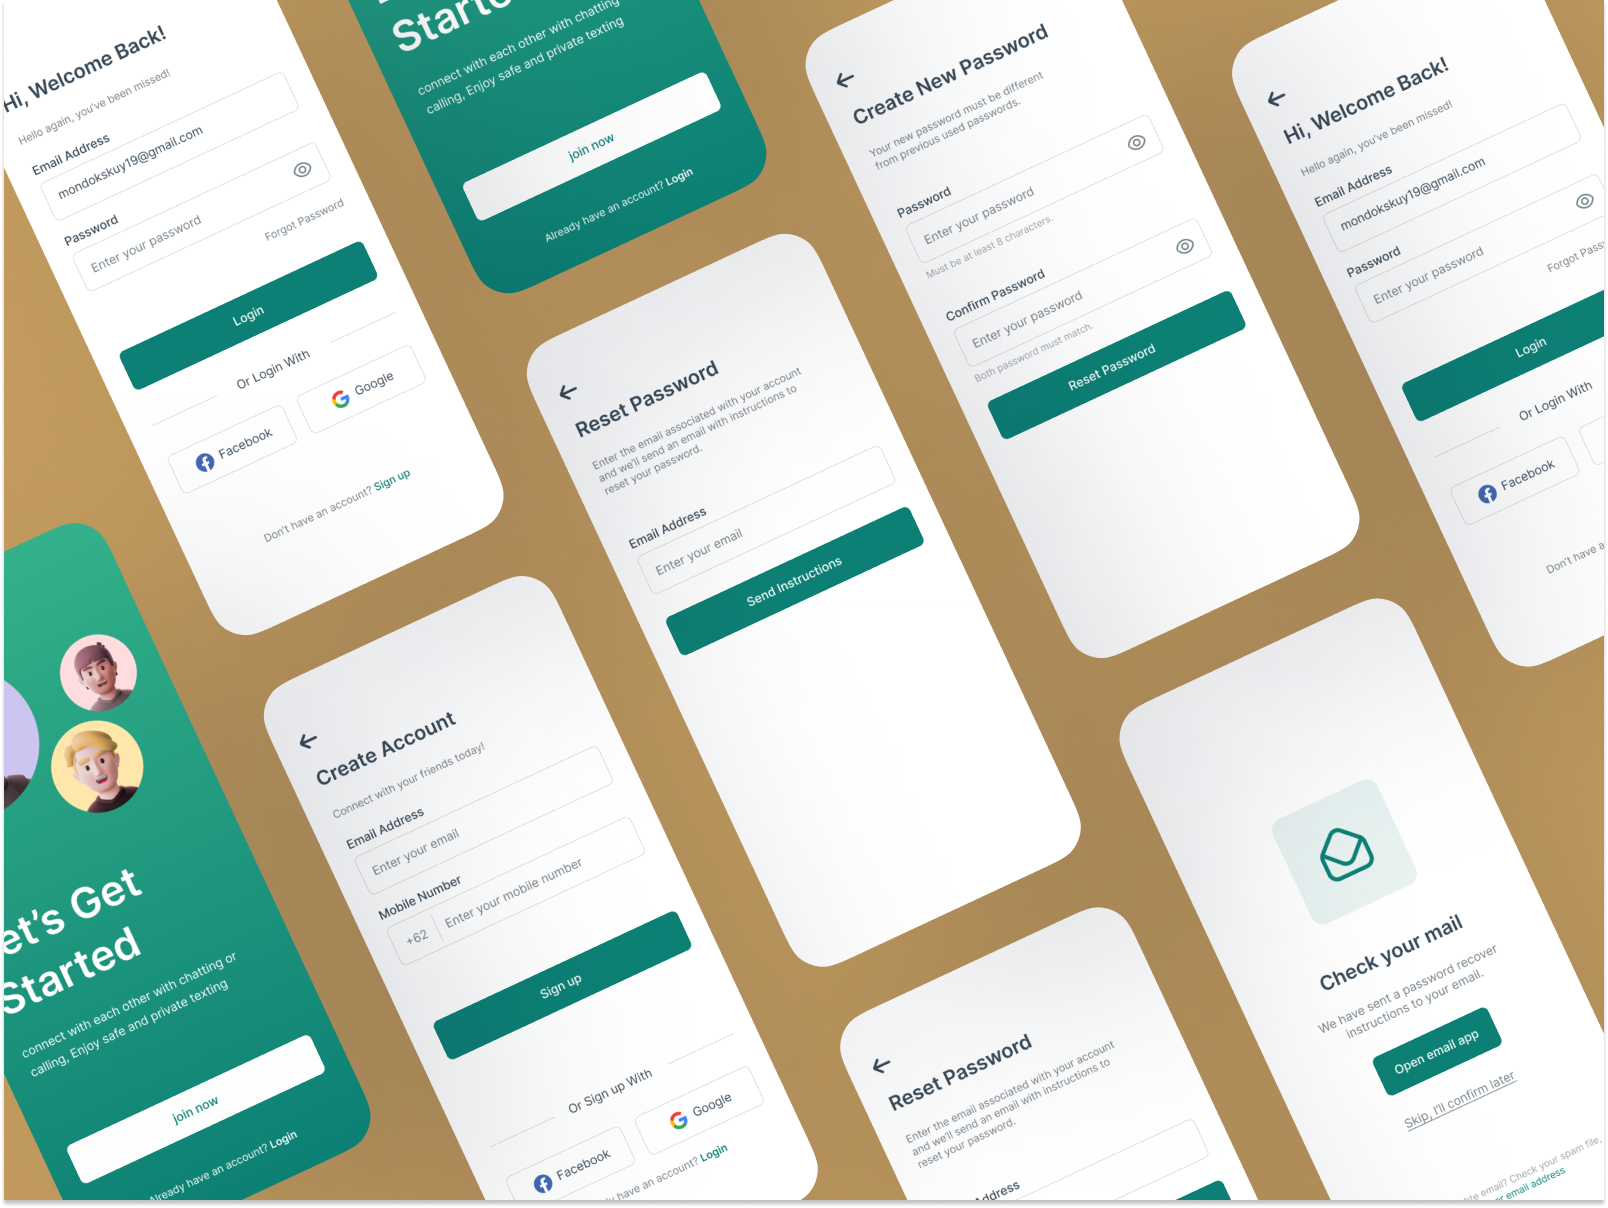 Hi, Welcome Back!
Hello again, you've been missed!
Email Address
mondokskuy19@gmail.com
Password
Enter your password
Forgot Password
Login
Or Login With
Facebook
Google
Don't have an account? Sign up
Starte
connect with each other with chatting
calling, Enjoy safe and private texting
join now
Already have an account? Login
Create New Password
Your new password must be different
from previous used passwords.
Password
Enter your password
Must be at least 8 characters.
Confirm Password
Enter your password
Both password must match.
Reset Password
Hi, Welcome Back!
Hello again, you've been missed!
Email Address
mondokskuy19@gmail.com
Password
Enter your password
Forgot Passw
Login
Or Login With
Facebook
Don't have a
Reset Password
Enter the email associated with your account
and we'll send an email with instructions to
reset your password.
Email Address
Enter your email
Send Instructions
et's Get
Started
connect with each other with chatting or
calling, Enjoy safe and private texting
join now
Already have an account? Login
Create Account
Connect with your friends today!
Email Address
Enter your email
Mobile Number
+62
Enter your mobile number
Sign up
Or Sign up With
Facebook
Google
dy have an account? Login
Reset Password
Enter the email associated with your account
and we'll send an email with instructions to
reset your password.
Address
Check your mail
We have sent a password recover
instructions to your email.
Open email app
Skip, I'll confirm later
email? Check your spam file,
email address